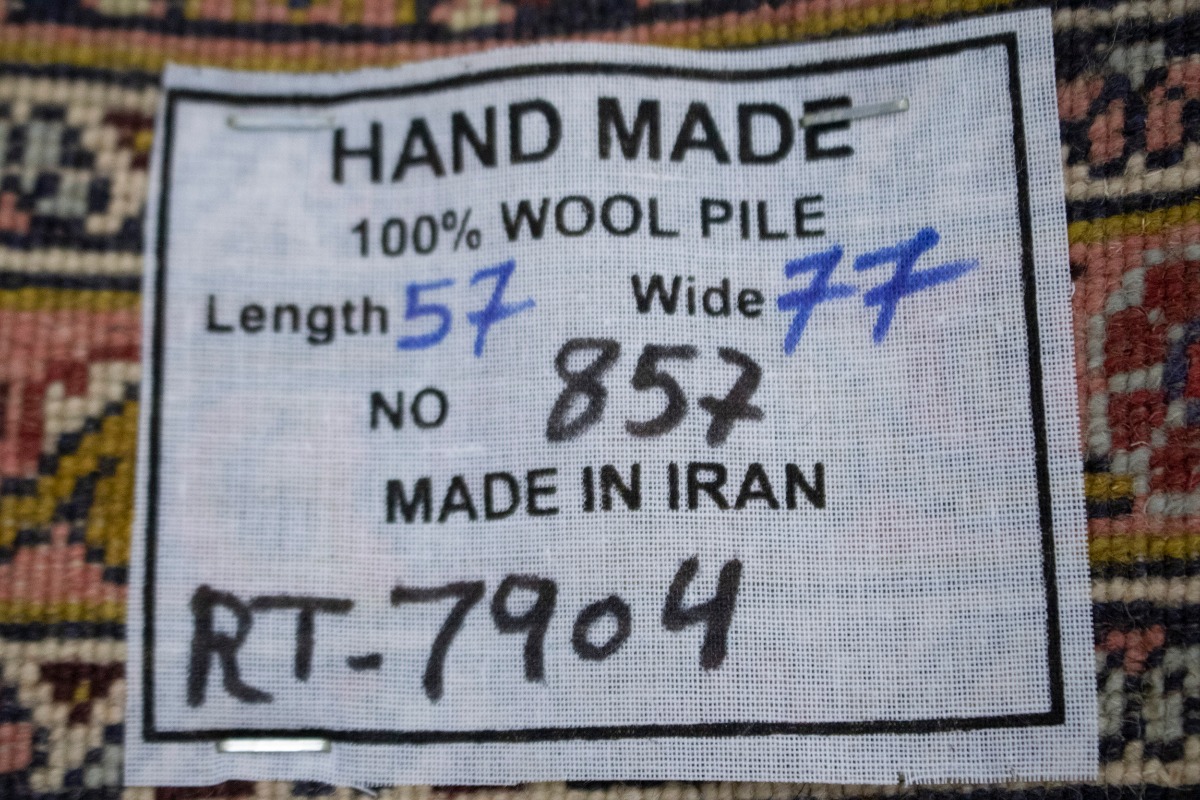 HAND MADE
100% WOOL PILE
Length 57 Wide 77
NO 857
MADE IN IRAN
RT-7904